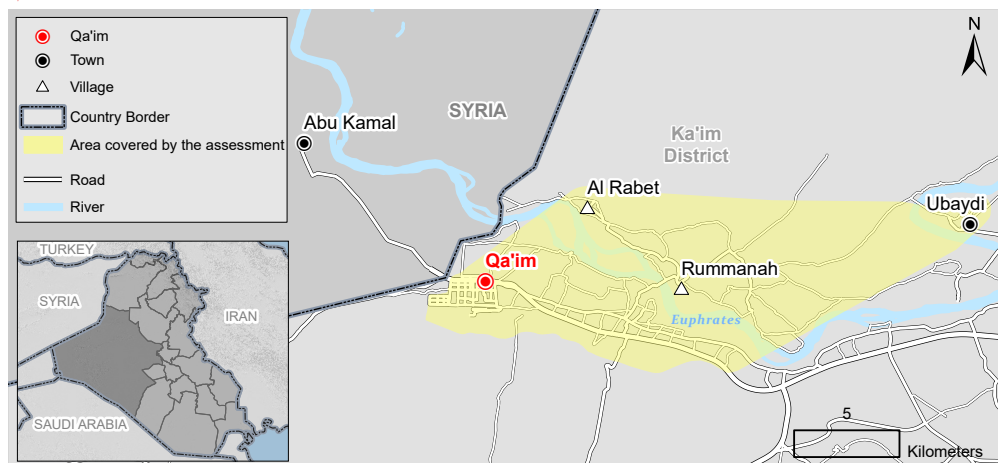 Qa'im
Town
Village
Country Border
Area covered by the assessment
Road
River
TURKEY
SYRIA
IRAN
SAUDI ARABIA
N
SYRIA
Abu Kamal
Ka'im
District
Al Rabet
Ubaydi
Qa'im
Rummanah
Euphrates
5
Kilometers